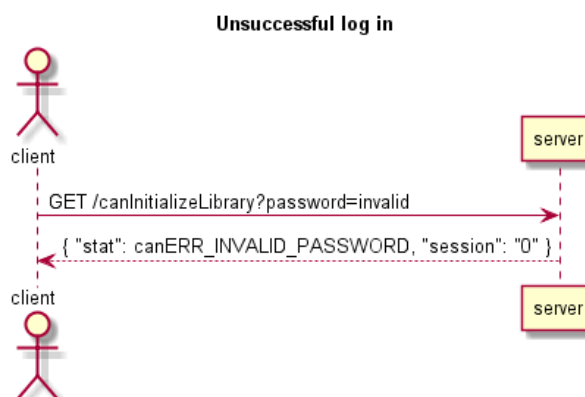 Unsuccessful log in
client
server
GET /canInitializeLibrary?password=invalid
{ "stat": canERR_INVALID_PASSWORD, "session": "0" }
client
server